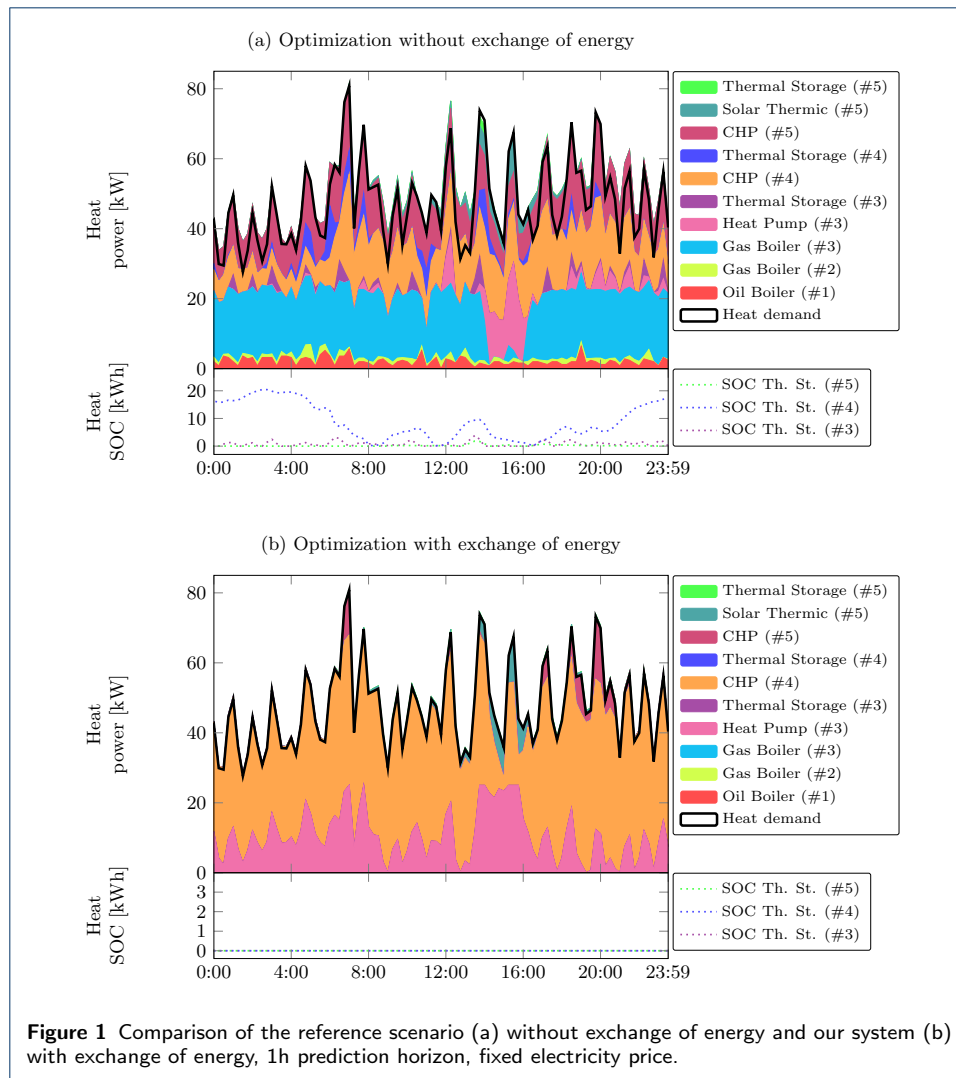 (a) Optimization without exchange of energy
Heat
power [kW]
80
60
40
20
0
Thermal Storage (#5)
Solar Thermic (#5)
CHP (#5)
Thermal Storage (#4)
CHP (#4)
Thermal Storage (#3)
Heat Pump (#3)
Gas Boiler (#3)
Gas Boiler (#2)
Oil Boiler (#1)
Heat demand
Heat
SOC [kWh]
20
10
0
0:00 4:00 8:00 12:00 16:00 20:00 23:59
SOC Th. St. (#5)
SOC Th. St. (#4)
SOC Th. St. (#3)
(b) Optimization with exchange of energy
Heat
power [kW]
80
60
40
20
0
Thermal Storage (#5)
Solar Thermic (#5)
CHP (#5)
Thermal Storage (#4)
CHP (#4)
Thermal Storage (#3)
Heat Pump (#3)
Gas Boiler (#3)
Gas Boiler (#2)
Oil Boiler (#1)
Heat demand
Heat
SOC [kWh]
3
2
1
0
0:00 4:00 8:00 12:00 16:00 20:00 23:59
SOC Th. St. (#5)
SOC Th. St. (#4)
SOC Th. St. (#3)
Figure 1 Comparison of the reference scenario (a) without exchange of energy and our system (b)
with exchange of energy, 1h prediction horizon, fixed electricity price.